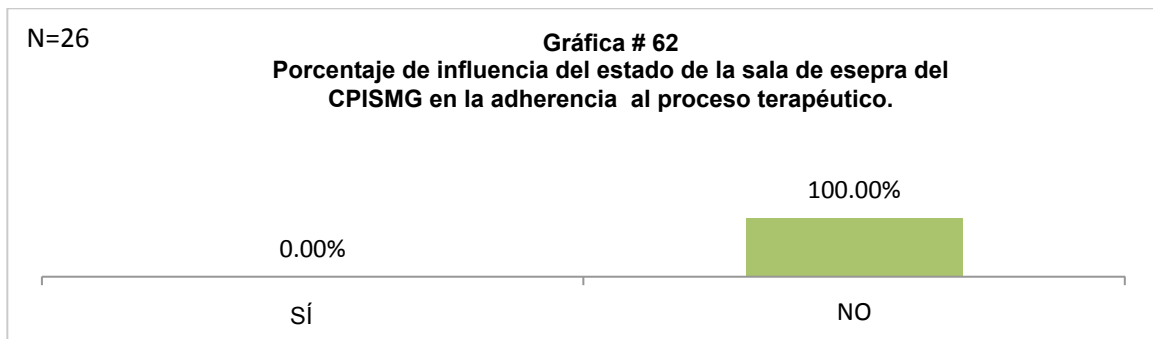 N=26
Gráfica # 62
Porcentaje de influencia del estado de la sala de esepra del
CPISMG en la adherencia al proceso terapéutico.
100.00%
0.00%
SÍ
NO